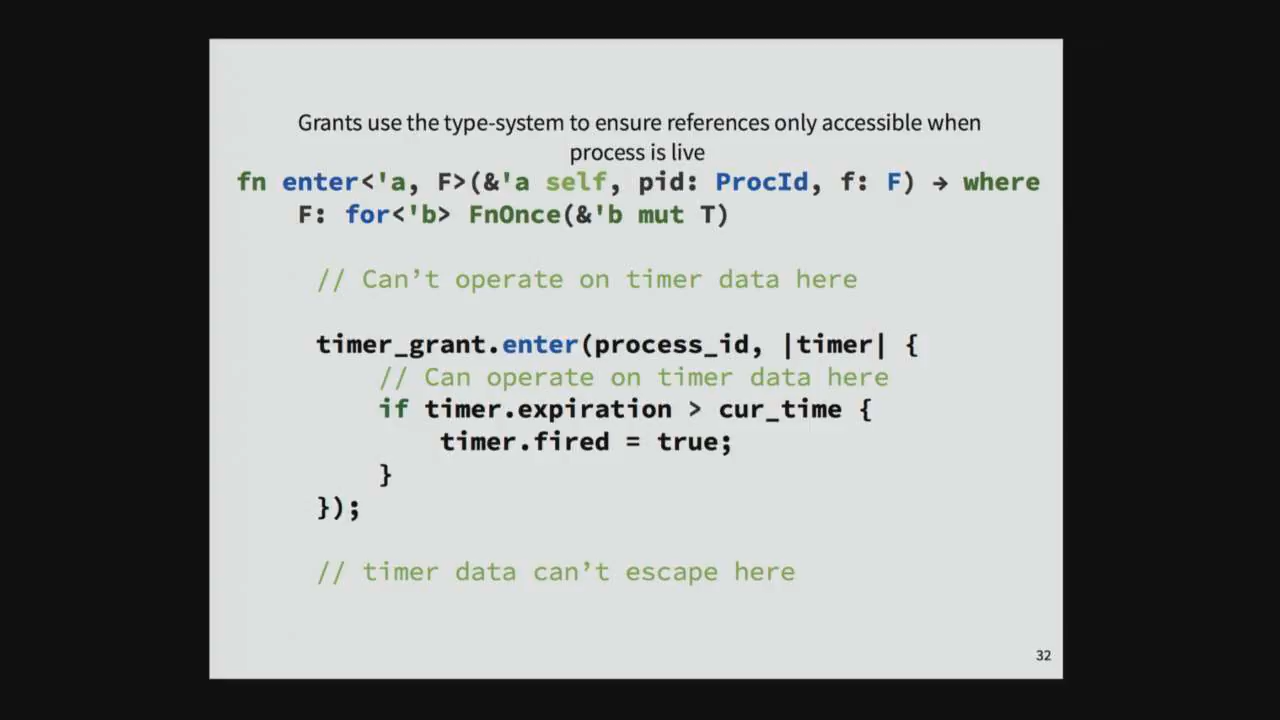 Grants use the type-system to ensure references only accessible when
process is live
fn enter<'a, F>(&'a self, pid: ProcId, f: F) → where
F: for<'b> FnOnce(&'b mut T)
// Can’t operate on timer data here
timer_grant.enter(process_id, |timer| {
// Can operate on timer data here
if timer.expiration > cur_time {
timer.fired = true;
}
});
// timer data can’t escape here
32